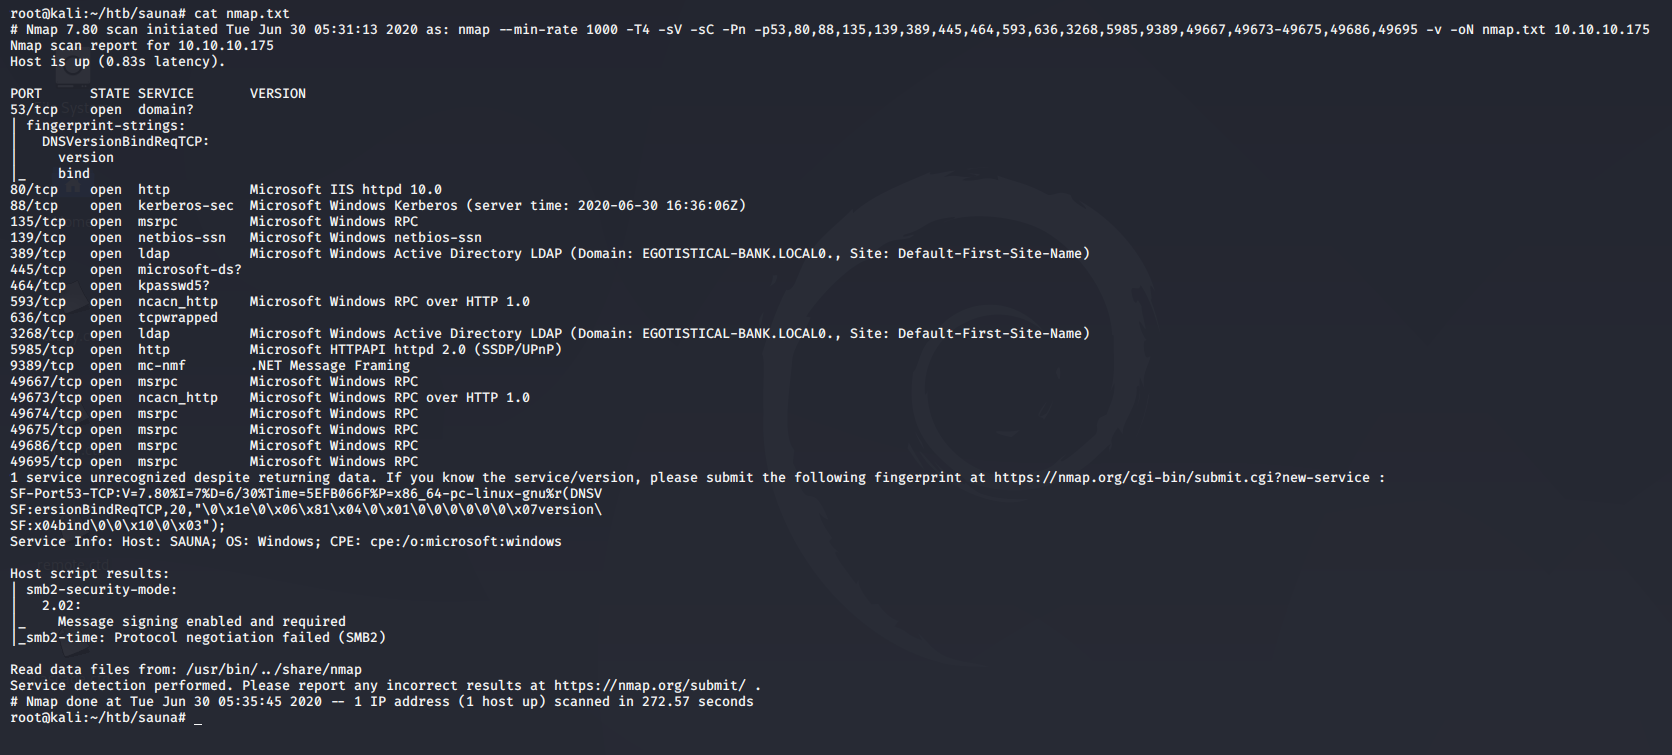 root@kali:~/htb/sauna# cat nmap.txt
# Nmap 7.80 scan initiated Tue Jun 30 05:31:13 2020 as: nmap --min-rate 1000 -T4 -sV -sC -Pn -p53,80,88,135,139,389,445,464,593,636,3268,5985,9389,49667,49673-49675,49686,49695 -v -oN nmap.txt 10.10.10.175
Nmap scan report for 10.10.10.175
Host is up (0.83s latency).
PORT      STATE SERVICE       VERSION
53/tcp    open  domain?
| fingerprint-strings:
|   DNSVersionBindReqTCP:
|     version
|_    bind
80/tcp    open  http          Microsoft IIS httpd 10.0
88/tcp    open  kerberos-sec  Microsoft Windows Kerberos (server time: 2020-06-30 16:36:06Z)
135/tcp   open  msrpc         Microsoft Windows RPC
139/tcp   open  netbios-ssn   Microsoft Windows netbios-ssn
389/tcp   open  ldap          Microsoft Windows Active Directory LDAP (Domain: EGOTISTICAL-BANK.LOCAL0., Site: Default-First-Site-Name)
445/tcp   open  microsoft-ds?
464/tcp   open  kpasswd5?
593/tcp   open  ncacn_http    Microsoft Windows RPC over HTTP 1.0
636/tcp   open  tcpwrapped
3268/tcp  open  ldap          Microsoft Windows Active Directory LDAP (Domain: EGOTISTICAL-BANK.LOCAL0., Site: Default-First-Site-Name)
5985/tcp  open  http          Microsoft HTTPAPI httpd 2.0 (SSDP/UPnP)
9389/tcp  open  mc-nmf        .NET Message Framing
49667/tcp open  msrpc         Microsoft Windows RPC
49673/tcp open  ncacn_http    Microsoft Windows RPC over HTTP 1.0
49674/tcp open  msrpc         Microsoft Windows RPC
49675/tcp open  msrpc         Microsoft Windows RPC
49686/tcp open  msrpc         Microsoft Windows RPC
49695/tcp open  msrpc         Microsoft Windows RPC
1 service unrecognized despite returning data. If you know the service/version, please submit the following fingerprint at https://nmap.org/cgi-bin/submit.cgi?new-service :
SF-Port53-TCP:V=7.80%I=7%D=6/30%Time=5EFB066F%P=x86_64-pc-linux-gnu%r(DNSV
SF:ersionBindReqTCP,20,"\0\x1e\0\x06\x81\x04\0\x01\0\0\0\0\0\0\x07version\
SF:x04bind\0\0\x10\0\x03");
Service Info: Host: SAUNA; OS: Windows; CPE: cpe:/o:microsoft:windows
Host script results:
| smb2-security-mode:
|   2.02:
|_    Message signing enabled and required
|_smb2-time: Protocol negotiation failed (SMB2)
Read data files from: /usr/bin/../share/nmap
Service detection performed. Please report any incorrect results at https://nmap.org/submit/ .
# Nmap done at Tue Jun 30 05:35:45 2020 -- 1 IP address (1 host up) scanned in 272.57 seconds
root@kali:~/htb/sauna# _